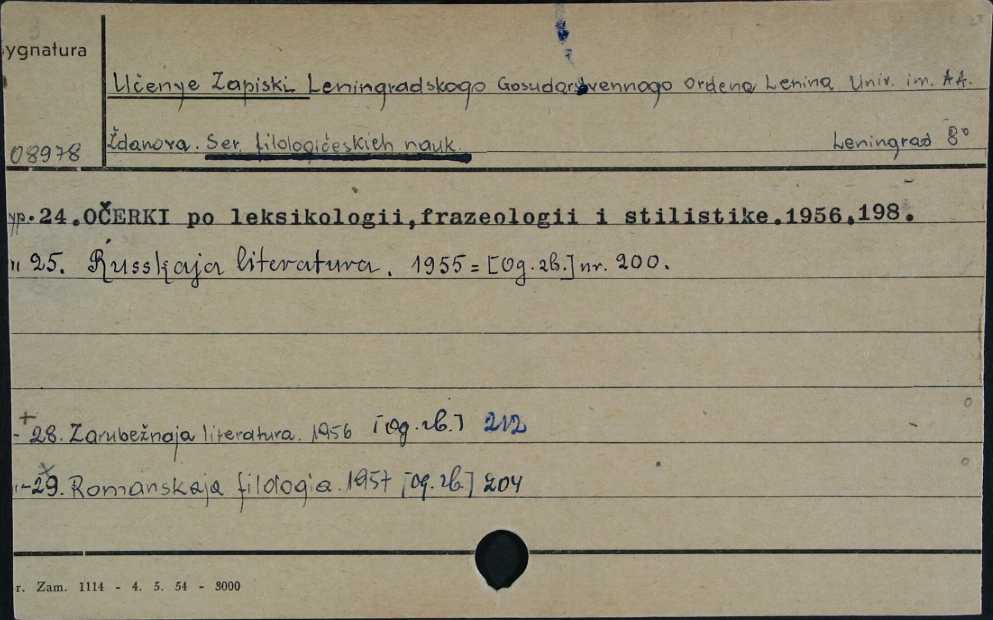 ygnatura
Učenye Zapiski Leningradskogo Gosudarstvennogo ordena Lenina Univ. im. A.A.
Ždanova. Ser. filologičeskich nauk. Leningrad 8°
08978
yp. 24. OČERKI po leksikologii, frazeologii i stilistike. 1956. 198.
" 25. Russkaja literatura. 1955 = [Og. zb.] nr. 200.
- 28. Zarubežnaja literatura. 1956 [Og. zb.] 212
-29. Romanskaja filologia. 1957 [Og. zb.] 204
r. Zam. 1114 - 4. 5. 54 - 3000